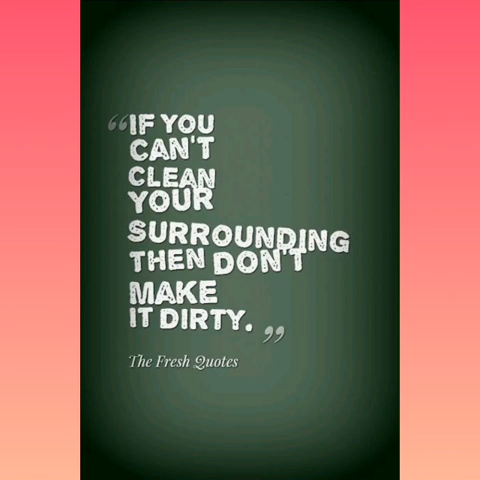 “IF YOU
CAN'T
CLEAN
YOUR
SURROUNDING
THEN DON'T
MAKE
IT DIRTY. ”
The Fresh Quotes